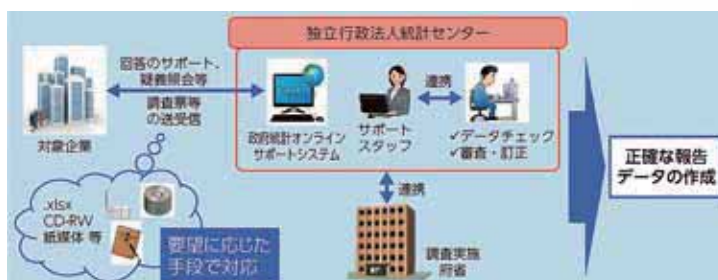 独立行政法人統計センター
回答のサポート、
疑義照会等
調査票等
の送受信
対象企業
政府統計オンライン
サポートシステム
サポート
スタッフ
連携
✓データチェック
✓審査・訂正
正確な報告
データの作成
連携
.xlsx
CD-RW
紙媒体 等
要望に応じた
手段で対応
調査実施
府省